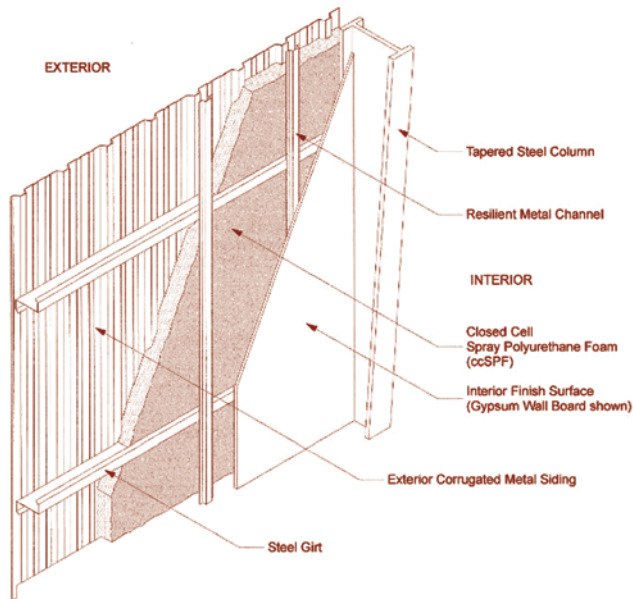 EXTERIOR
Tapered Steel Column
Resilient Metal Channel
INTERIOR
Closed Cell
Spray Polyurethane Foam
(ccSPF)
Interior Finish Surface
(Gypsum Wall Board shown)
Exterior Corrugated Metal Siding
Steel Girt